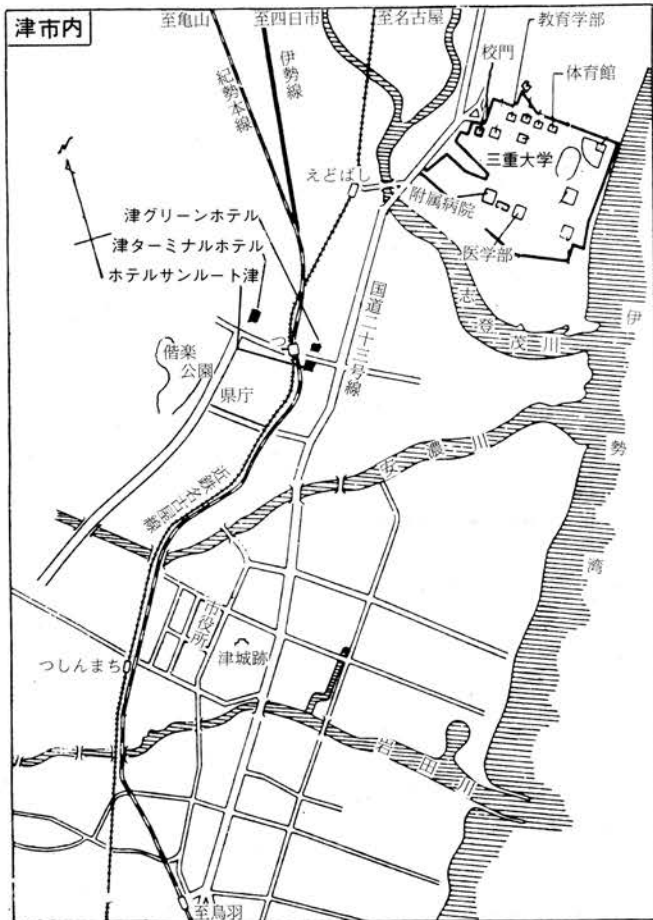 津市内
至亀山
至四日市
至名古屋
教育学部
校門
体育館
伊勢線
紀勢本線
三重大学
えどばし
附属病院
医学部
津グリーンホテル
津ターミナルホテル
ホテルサンルート津
国道二十三号線
志登茂川
つ
偕楽
公園
県庁
伊勢湾
安濃川
近鉄名古屋線
市役所
津城跡
つしんまち
岩田川
至鳥羽